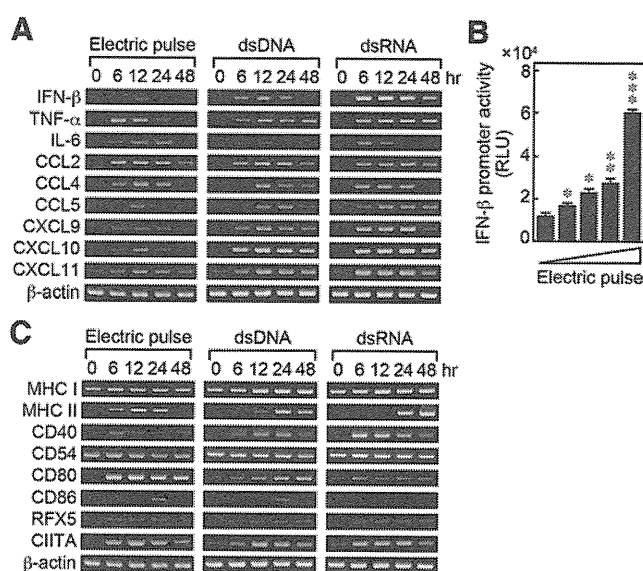 A
Electric pulse dsDNA dsRNA
0 6 12 24 48 0 6 12 24 48 0 6 12 24 48 hr
IFN-β
TNF-α
IL-6
CCL2
CCL4
CCL5
CXCL9
CXCL10
CXCL11
β-actin
B
×10⁴
IFN-β promoter activity
(RLU)
8
6
4
2
0
*
*
**
***
Electric pulse
C
Electric pulse dsDNA dsRNA
0 6 12 24 48 0 6 12 24 48 0 6 12 24 48 hr
MHC I
MHC II
CD40
CD54
CD80
CD86
RFX5
CIITA
β-actin